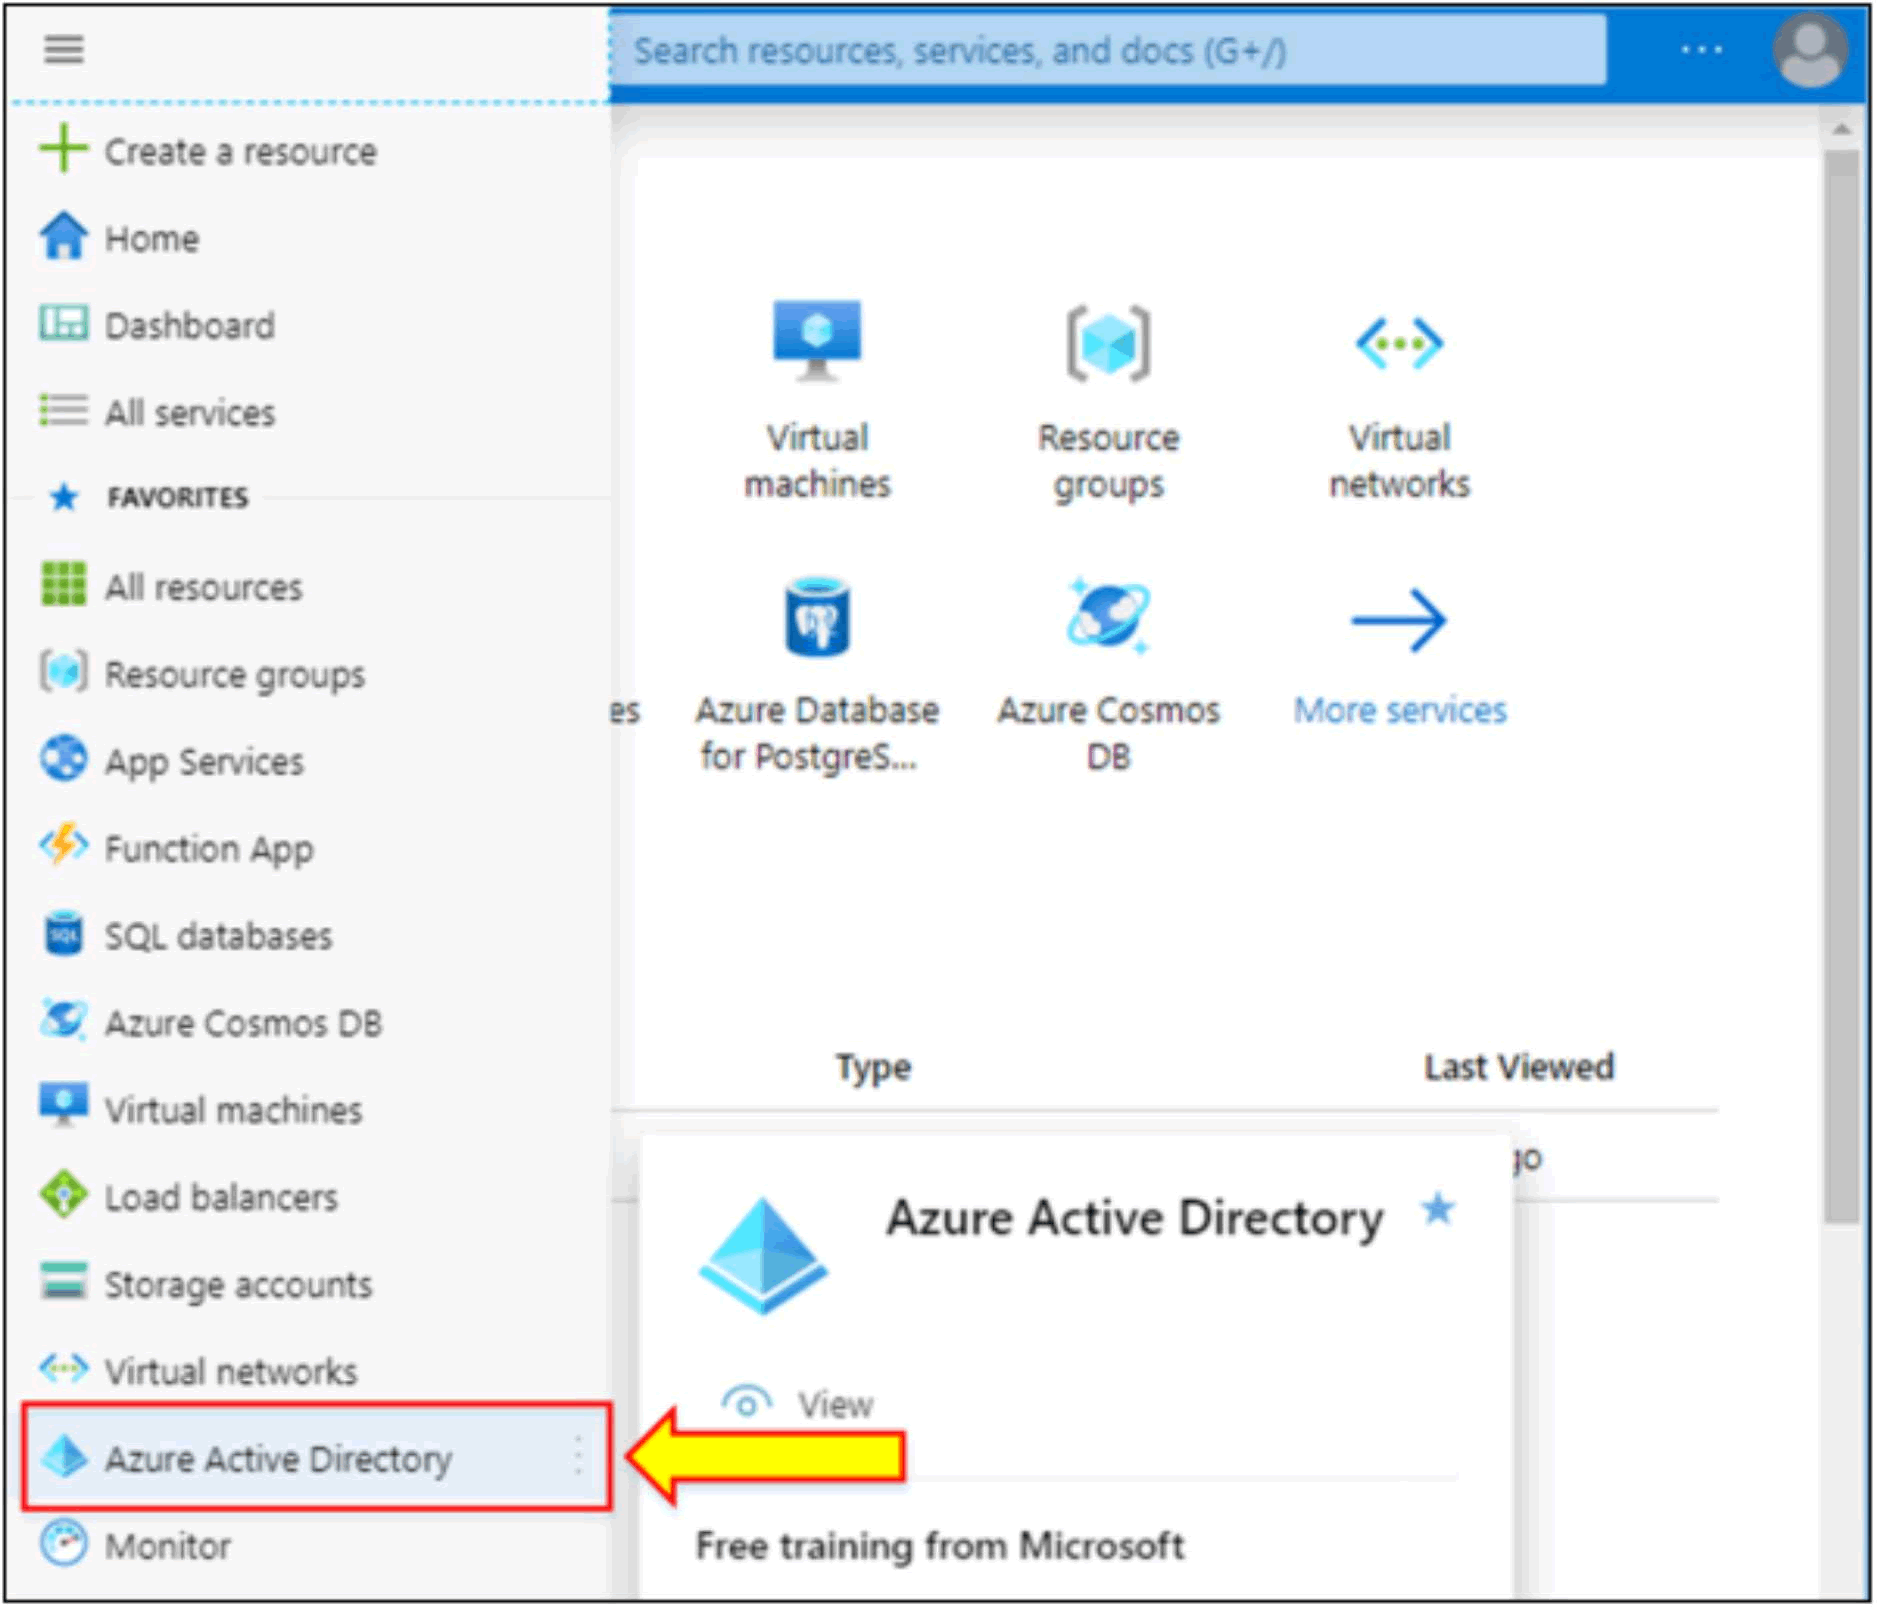 Search resources, services, and docs (G+/)
...
Create a resource
Home
Dashboard
All services
FAVORITES
All resources
Resource groups
App Services
Function App
SQL databases
Azure Cosmos DB
Virtual machines
Load balancers
Storage accounts
Virtual networks
Azure Active Directory
Monitor
Virtual
machines
Resource
groups
Virtual
networks
es
Azure Database
for PostgreS...
Azure Cosmos
DB
More services
Type
Last Viewed
go
Azure Active Directory
View
Free training from Microsoft